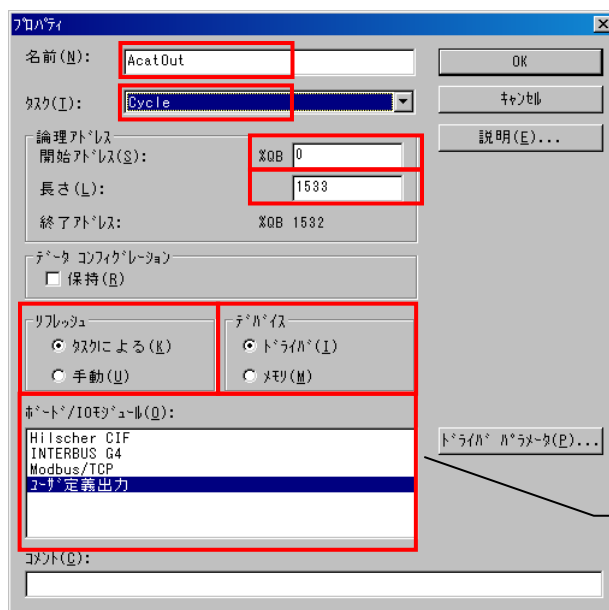 ﾌﾟﾛﾊﾟﾃｨ
名前(N): AcatOut
OK
ﾀｽｸ(I): Cycle
ｷｬﾝｾﾙ
説明(E)...
論理ｱﾄﾞﾚｽ
開始ｱﾄﾞﾚｽ(S): %QB 0
長さ(L): 1533
終了ｱﾄﾞﾚｽ: %QB 1532
ﾃﾞｰﾀ ｺﾝﾌｨｸﾞﾚｰｼｮﾝ
保持(R)
ﾘﾌﾚｯｼｭ
ﾀｽｸによる(K)
手動(U)
ﾃﾞﾊﾞｲｽ
ﾄﾞﾗｲﾊﾞ(I)
ﾒﾓﾘ(M)
ﾎﾞｰﾄﾞ/IOﾓｼﾞｭｰﾙ(O):
Hilscher CIF
INTERBUS G4
Modbus/TCP
ﾕｰｻﾞ定義出力
ﾄﾞﾗｲﾊﾞ ﾊﾟﾗﾒｰﾀ(P)...
ｺﾒﾝﾄ(C):